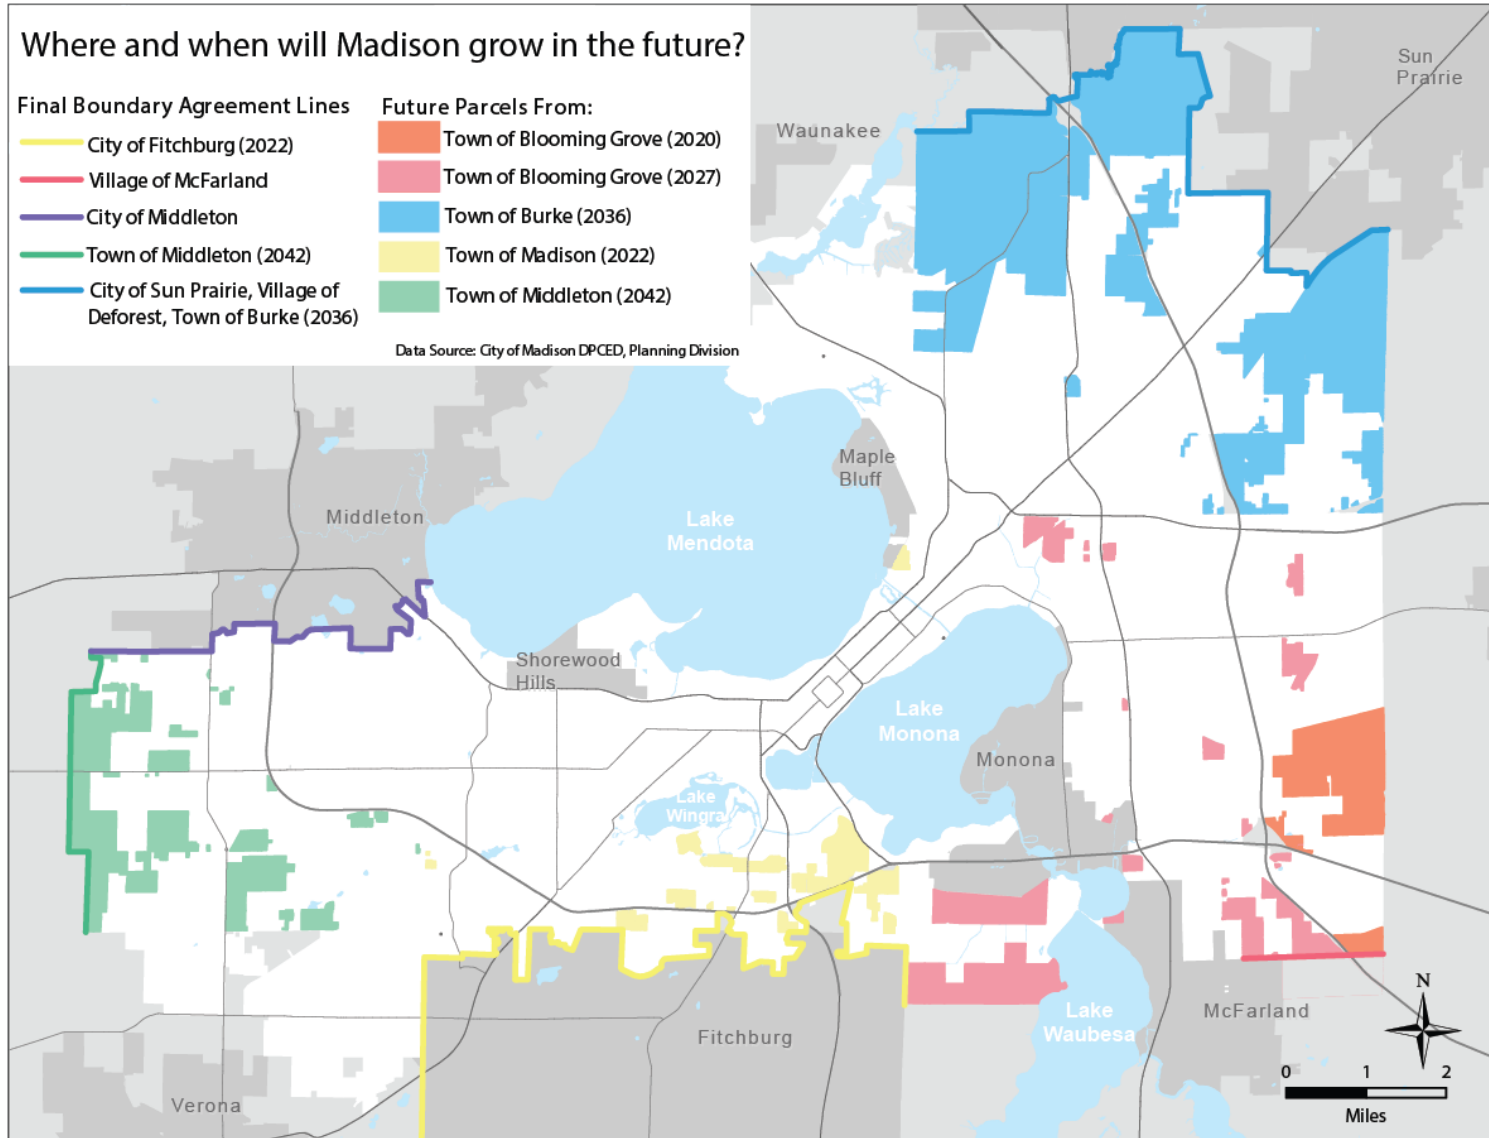 Where and when will Madison grow in the future?
Final Boundary Agreement Lines
City of Fitchburg (2022)
Village of McFarland
City of Middleton
Town of Middleton (2042)
City of Sun Prairie, Village of
Deforest, Town of Burke (2036)
Future Parcels From:
Town of Blooming Grove (2020)
Town of Blooming Grove (2027)
Town of Burke (2036)
Town of Madison (2022)
Town of Middleton (2042)
Data Source: City of Madison DPCED, Planning Division
Sun
Prairie
Waunakee
Maple
Bluff
Middleton
Lake
Mendota
Shorewood
Hills
Lake
Monona
Monona
Lake
Wingra
Fitchburg
Lake
Waubesa
McFarland
Verona
N
0 1 2
Miles